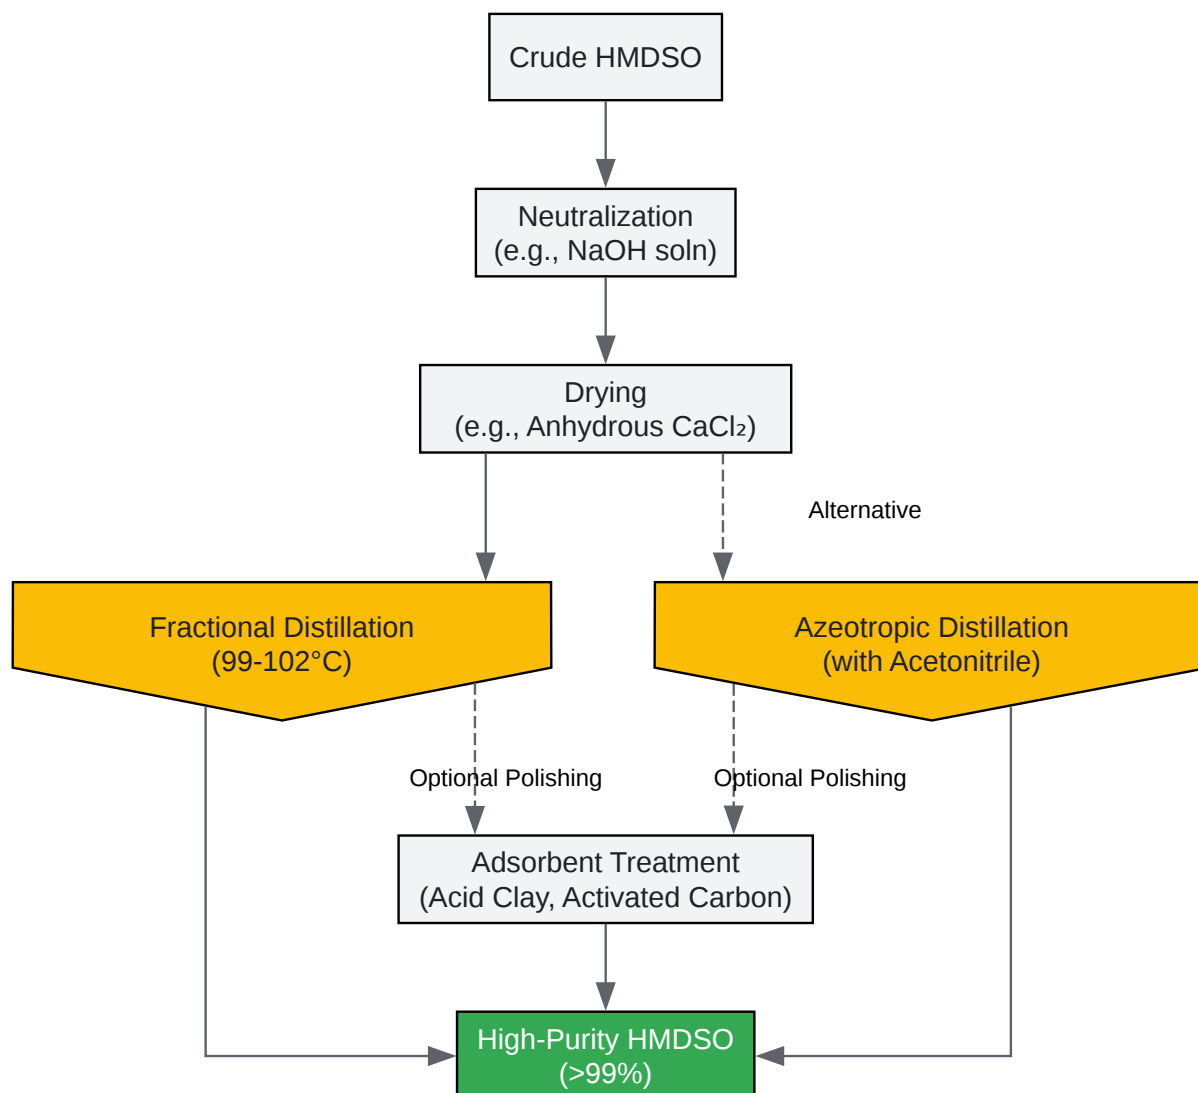 Crude HMDSO
Neutralization
(e.g., NaOH soln)
Drying
(e.g., Anhydrous CaCl₂)
Alternative
Fractional Distillation
(99-102°C)
Azeotropic Distillation
(with Acetonitrile)
Optional Polishing
Optional Polishing
Adsorbent Treatment
(Acid Clay, Activated Carbon)
High-Purity HMDSO
(>99%)